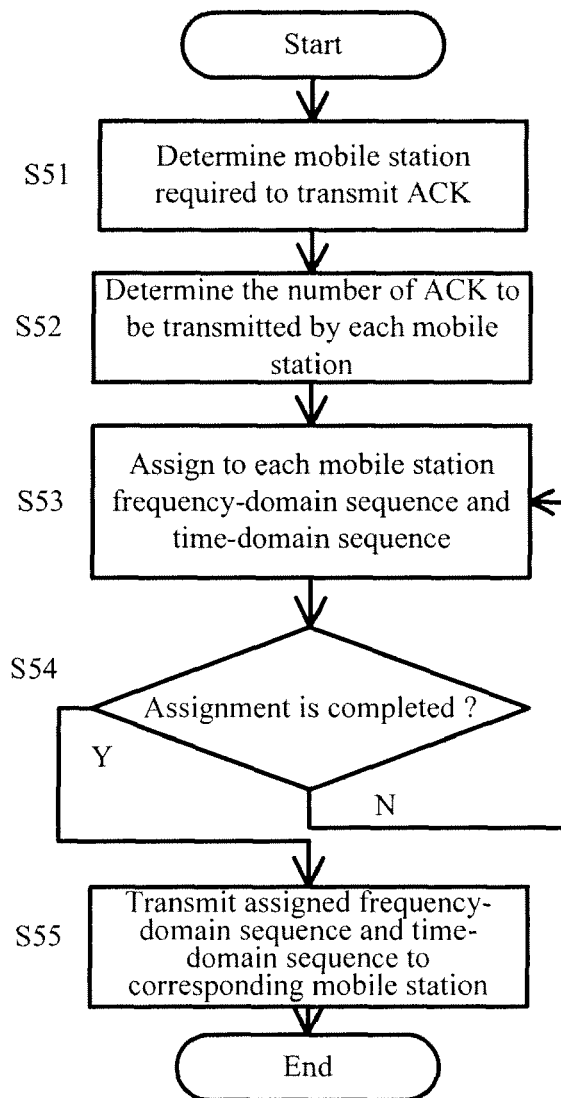 Start
S51
Determine mobile station
required to transmit ACK
S52
Determine the number of ACK to
be transmitted by each mobile
station
S53
Assign to each mobile station
frequency-domain sequence and
time-domain sequence
S54
Assignment is completed ?
Y
N
S55
Transmit assigned frequency-
domain sequence and time-
domain sequence to
corresponding mobile station
End